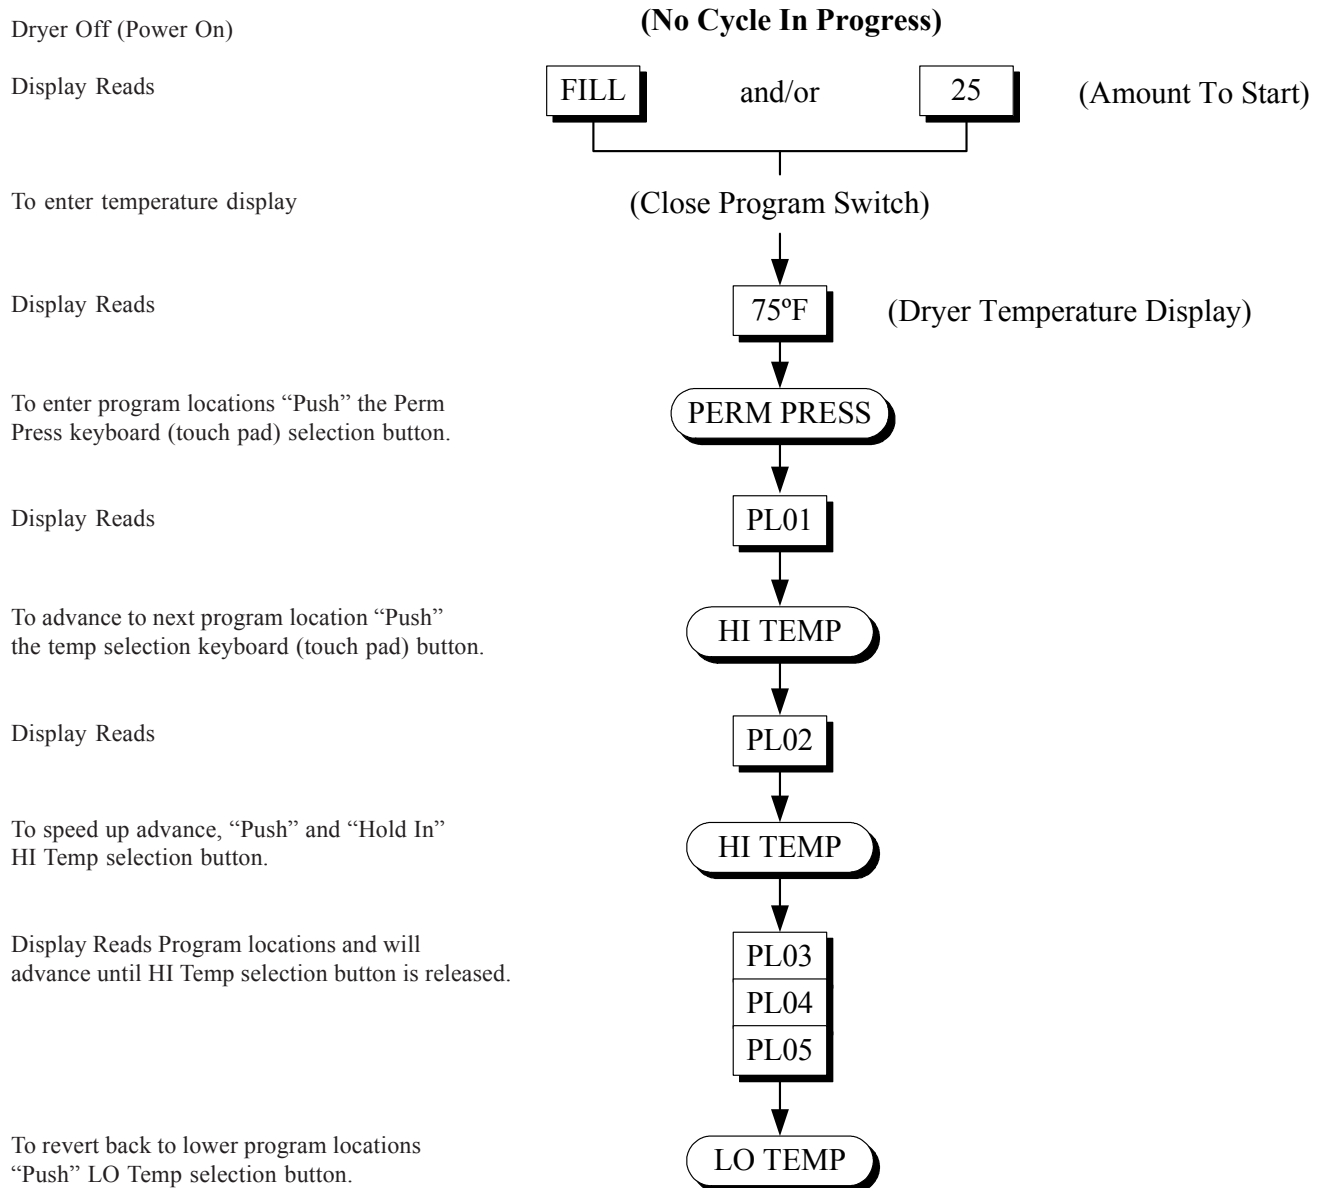 Dryer Off (Power On)
(No Cycle In Progress)
Display Reads
FILL
and/or
25
(Amount To Start)
To enter temperature display
(Close Program Switch)
Display Reads
75ºF
(Dryer Temperature Display)
To enter program locations “Push” the Perm
Press keyboard (touch pad) selection button.
PERM PRESS
Display Reads
PL01
To advance to next program location “Push”
the temp selection keyboard (touch pad) button.
HI TEMP
Display Reads
PL02
To speed up advance, “Push” and “Hold In”
HI Temp selection button.
HI TEMP
Display Reads Program locations and will
advance until HI Temp selection button is released.
PL03
PL04
PL05
To revert back to lower program locations
“Push” LO Temp selection button.
LO TEMP